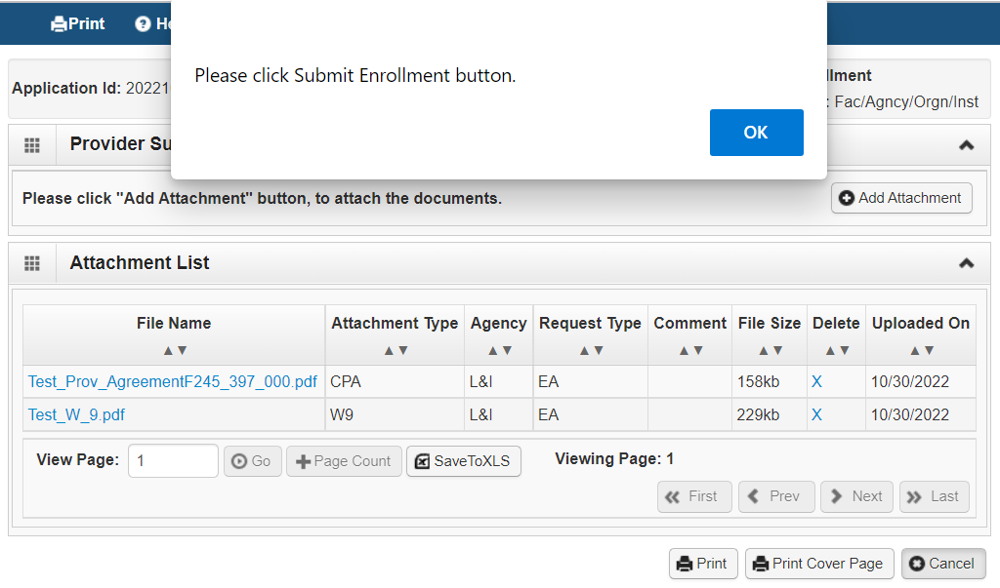 Print He
Please click Submit Enrollment button.
OK
Application Id: 20221
llment
: Fac/Agncy/Orgn/Inst
Provider Su
Please click "Add Attachment" button, to attach the documents.
Add Attachment
Attachment List
File Name Attachment Type Agency Request Type Comment File Size Delete Uploaded On
Test_Prov_AgreementF245_397_000.pdf CPA L&I EA 158kb X 10/30/2022
Test_W_9.pdf W9 L&I EA 229kb X 10/30/2022
View Page: 1 Go Page Count SaveToXLS Viewing Page: 1
First Prev Next Last
Print Print Cover Page Cancel